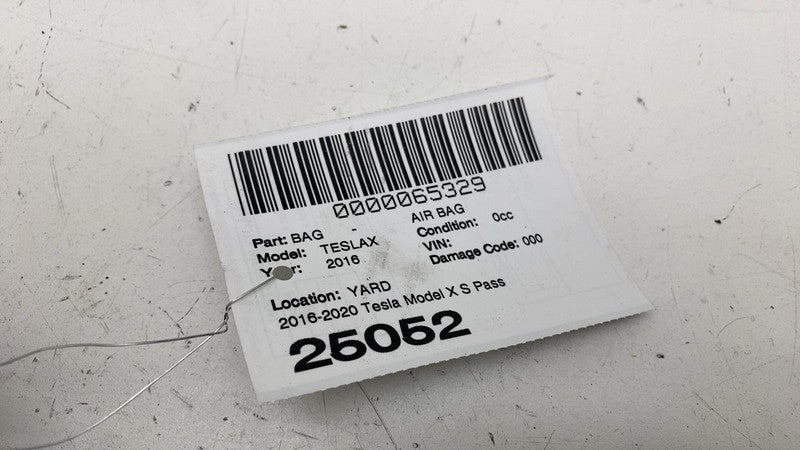 0000065329
Part: BAG - AIR BAG
Model: TESLAX Condition: 0cc
Year: 2016 VIN:
Damage Code: 000
Location: YARD
2016-2020 Tesla Model X S Pass
25052